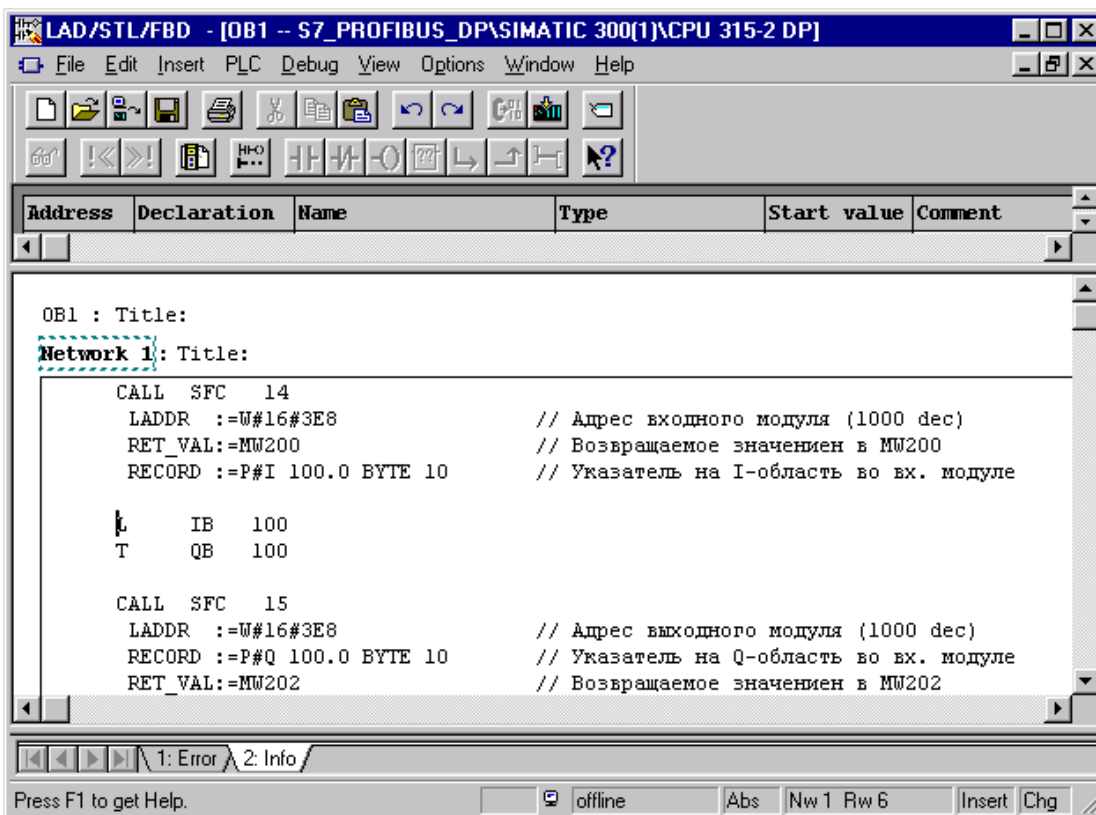 LAD/STL/FBD - [OB1 -- S7_PROFIBUS_DP\SIMATIC 300(1)\CPU 315-2 DP]
File Edit Insert PLC Debug View Options Window Help
Address Declaration Name Type Start value Comment
OB1 : Title:
Network 1: Title:
CALL SFC 14
LADDR :=W#16#3E8 // Адрес входного модуля (1000 dec)
RET_VAL:=MW200 // Возвращаемое значениен в MW200
RECORD :=P#I 100.0 BYTE 10 // Указатель на I-область во вх. модуле
L IB 100
T QB 100
CALL SFC 15
LADDR :=W#16#3E8 // Адрес выходного модуля (1000 dec)
RECORD :=P#Q 100.0 BYTE 10 // Указатель на Q-область во вх. модуле
RET_VAL:=MW202 // Возвращаемое значениен в MW202
1: Error 2: Info
Press F1 to get Help. offline Abs Nw 1 Rw 6 Insert Chg